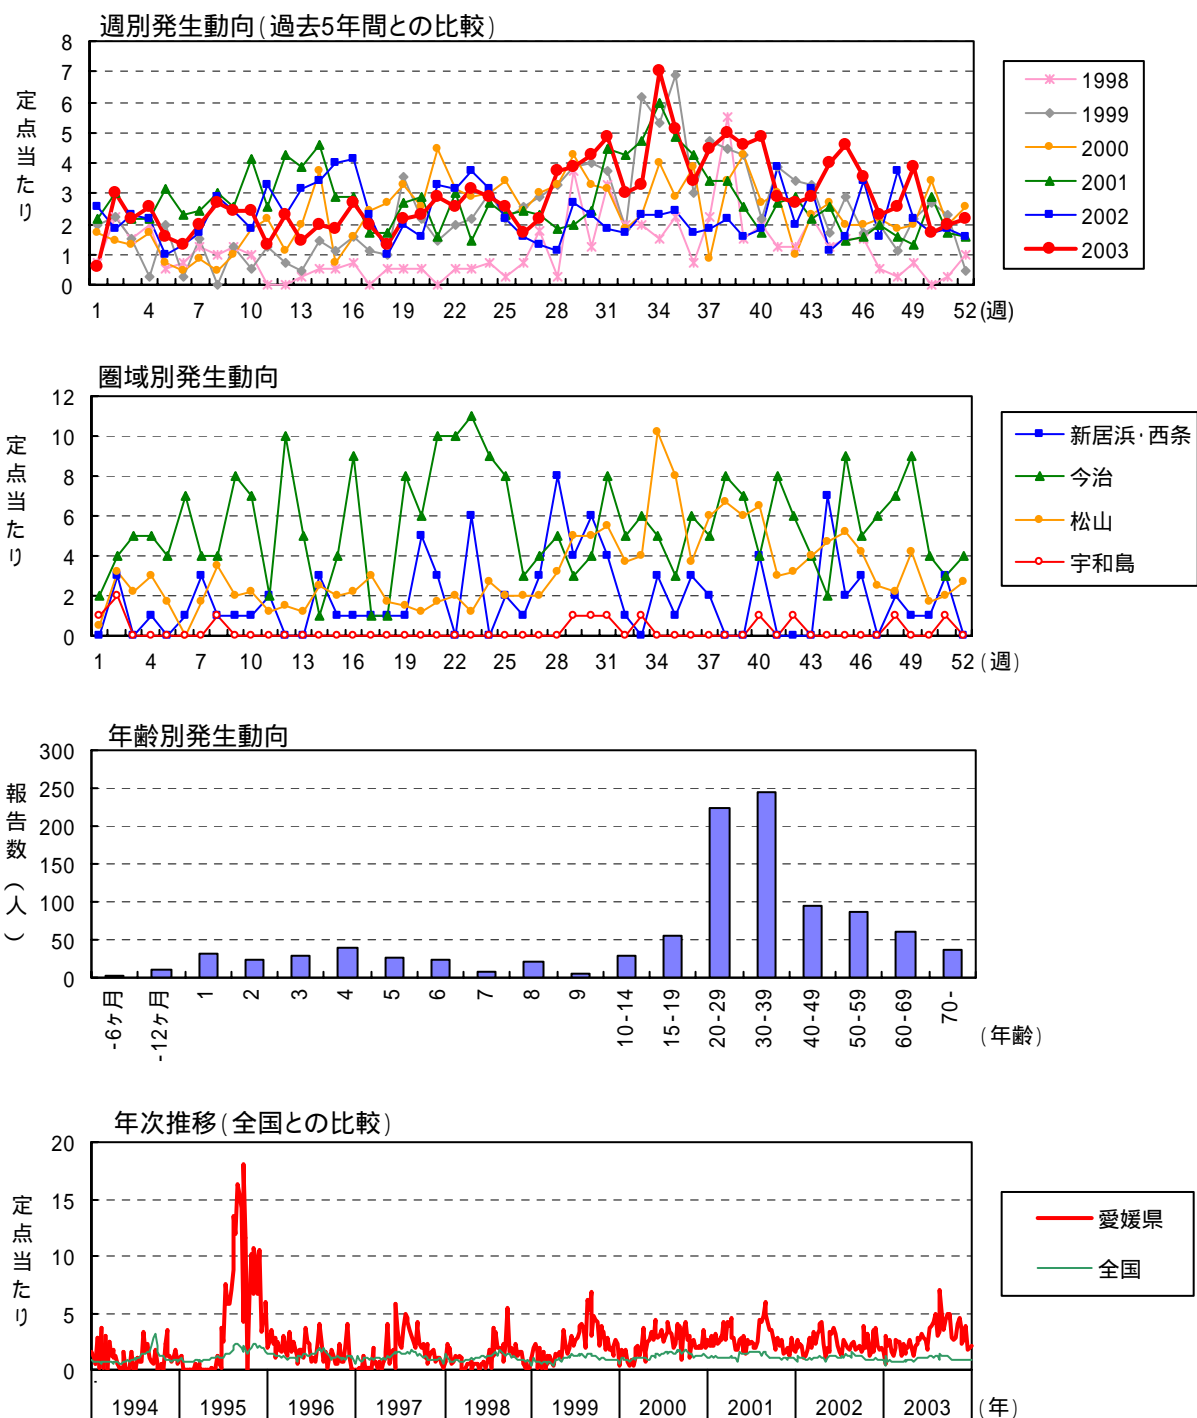 週別発生動向(過去5年間との比較)
定点当たり
8
7
6
5
4
3
2
1
0
1 4 7 10 13 16 19 22 25 28 31 34 37 40 43 46 49 52 (週)
1998
1999
2000
2001
2002
2003
圏域別発生動向
定点当たり
12
10
8
6
4
2
0
1 4 7 10 13 16 19 22 25 28 31 34 37 40 43 46 49 52 (週)
新居浜・西条
今治
松山
宇和島
年齢別発生動向
報告数(人(
300
250
200
150
100
50
0
-6ヶ月 -12ヶ月 1 2 3 4 5 6 7 8 9 10-14 15-19 20-29 30-39 40-49 50-59 60-69 70- (年齢)
年次推移(全国との比較)
定点当たり
20
15
10
5
0
1994 1995 1996 1997 1998 1999 2000 2001 2002 2003 (年)
愛媛県
全国